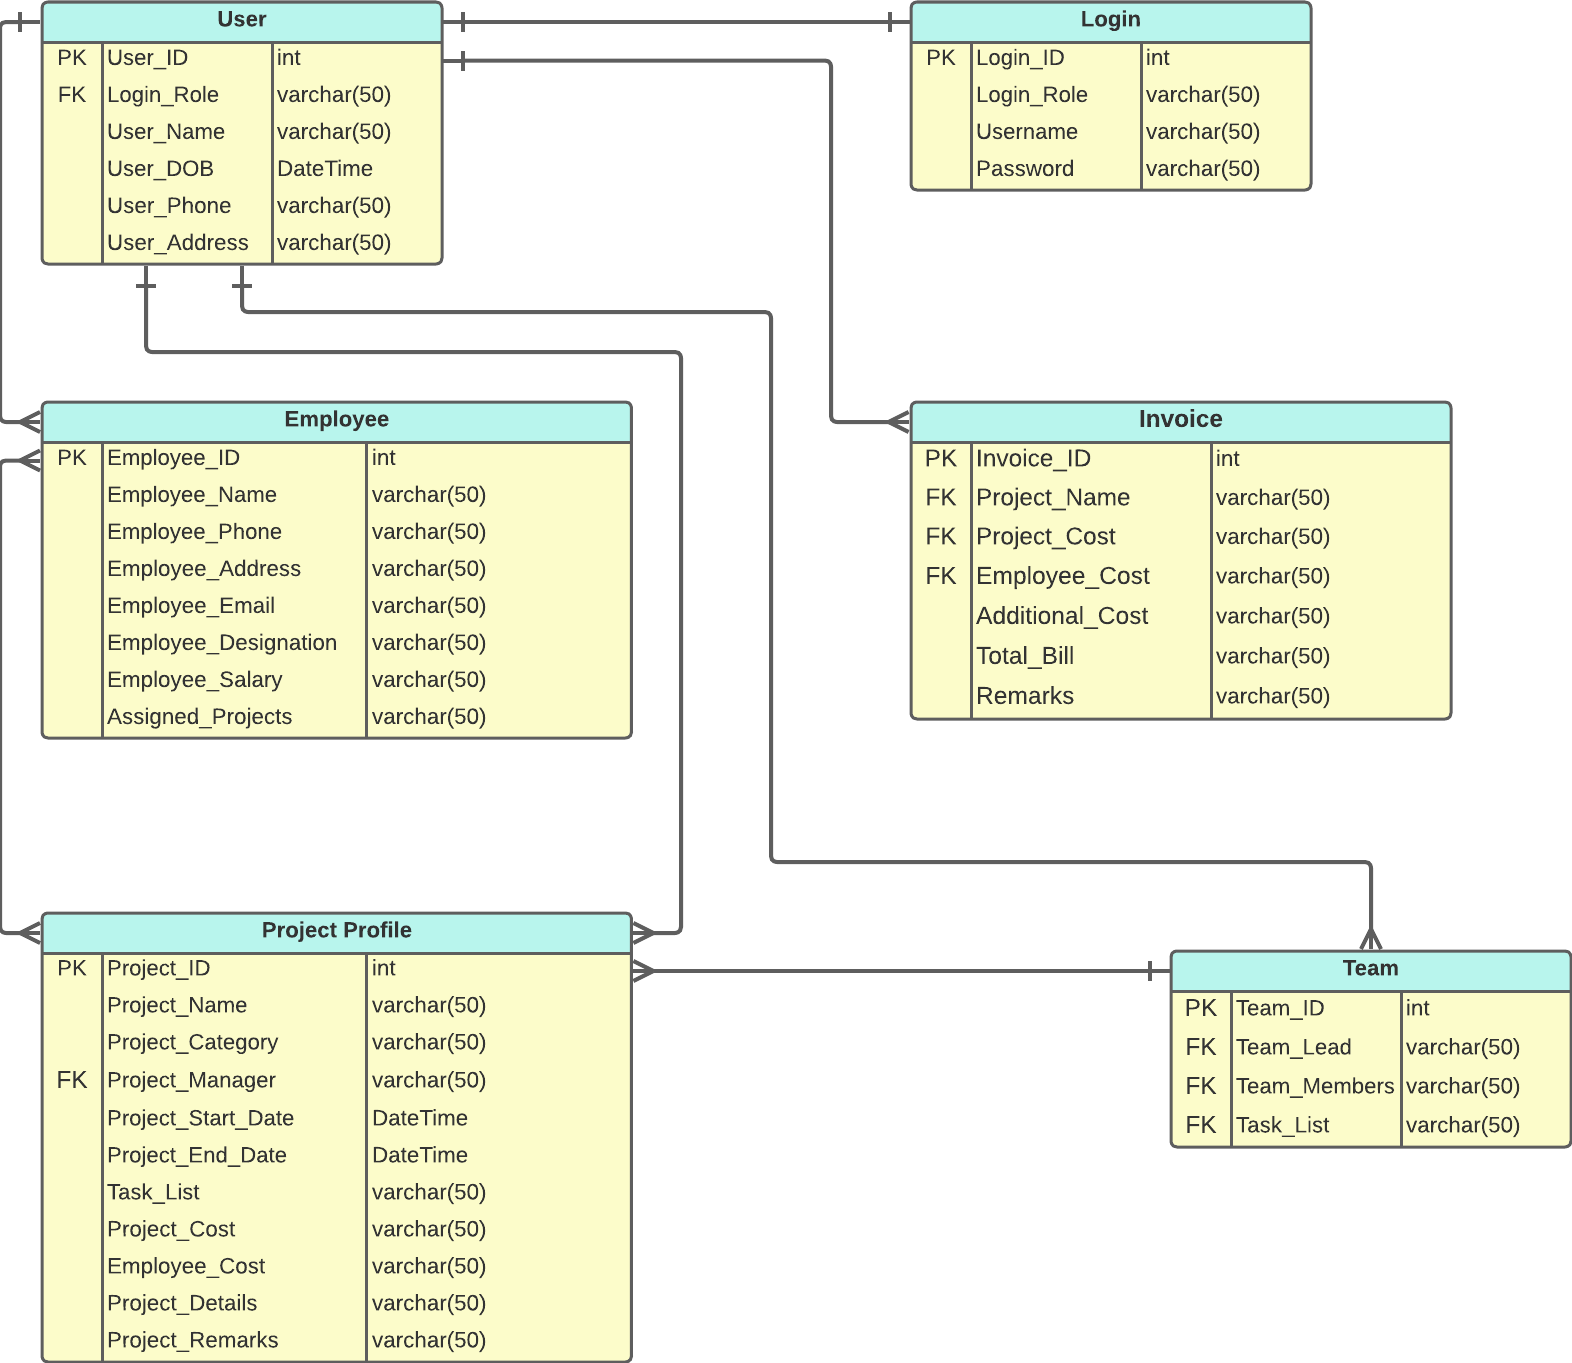 User
PK User_ID int
FK Login_Role varchar(50)
User_Name varchar(50)
User_DOB DateTime
User_Phone varchar(50)
User_Address varchar(50)
Login
PK Login_ID int
Login_Role varchar(50)
Username varchar(50)
Password varchar(50)
Employee
PK Employee_ID int
Employee_Name varchar(50)
Employee_Phone varchar(50)
Employee_Address varchar(50)
Employee_Email varchar(50)
Employee_Designation varchar(50)
Employee_Salary varchar(50)
Assigned_Projects varchar(50)
Invoice
PK Invoice_ID int
FK Project_Name varchar(50)
FK Project_Cost varchar(50)
FK Employee_Cost varchar(50)
Additional_Cost varchar(50)
Total_Bill varchar(50)
Remarks varchar(50)
Project Profile
PK Project_ID int
Project_Name varchar(50)
Project_Category varchar(50)
FK Project_Manager varchar(50)
Project_Start_Date DateTime
Project_End_Date DateTime
Task_List varchar(50)
Project_Cost varchar(50)
Employee_Cost varchar(50)
Project_Details varchar(50)
Project_Remarks varchar(50)
Team
PK Team_ID int
FK Team_Lead varchar(50)
FK Team_Members varchar(50)
FK Task_List varchar(50)